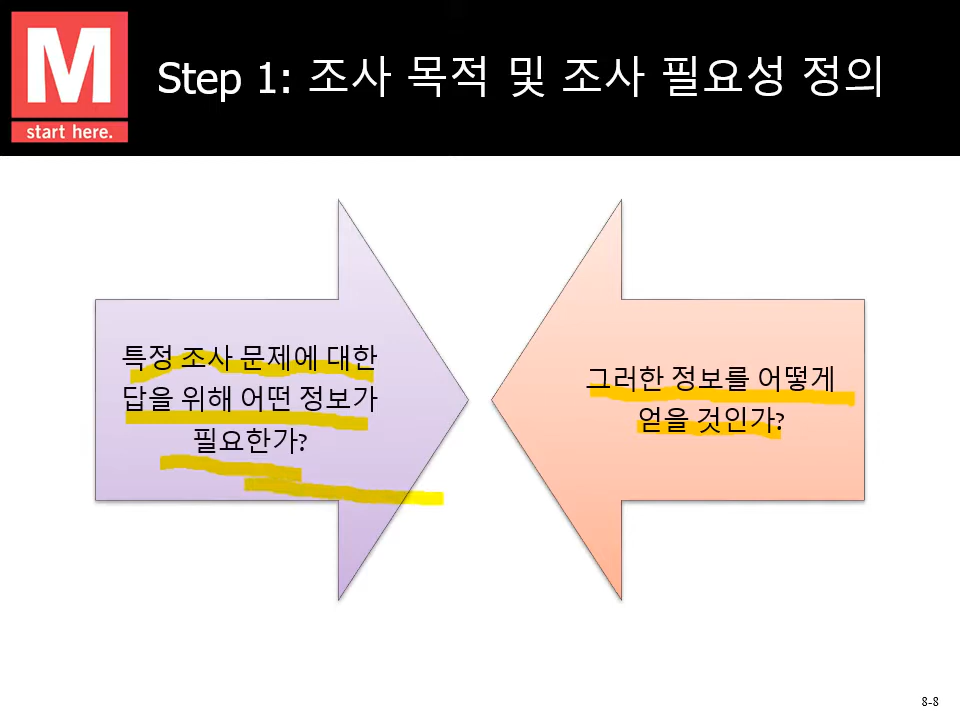 M
start here.
Step 1: 조사 목적 및 조사 필요성 정의
특정 조사 문제에 대한
답을 위해 어떤 정보가
필요한가?
그러한 정보를 어떻게
얻을 것인가?
8-8